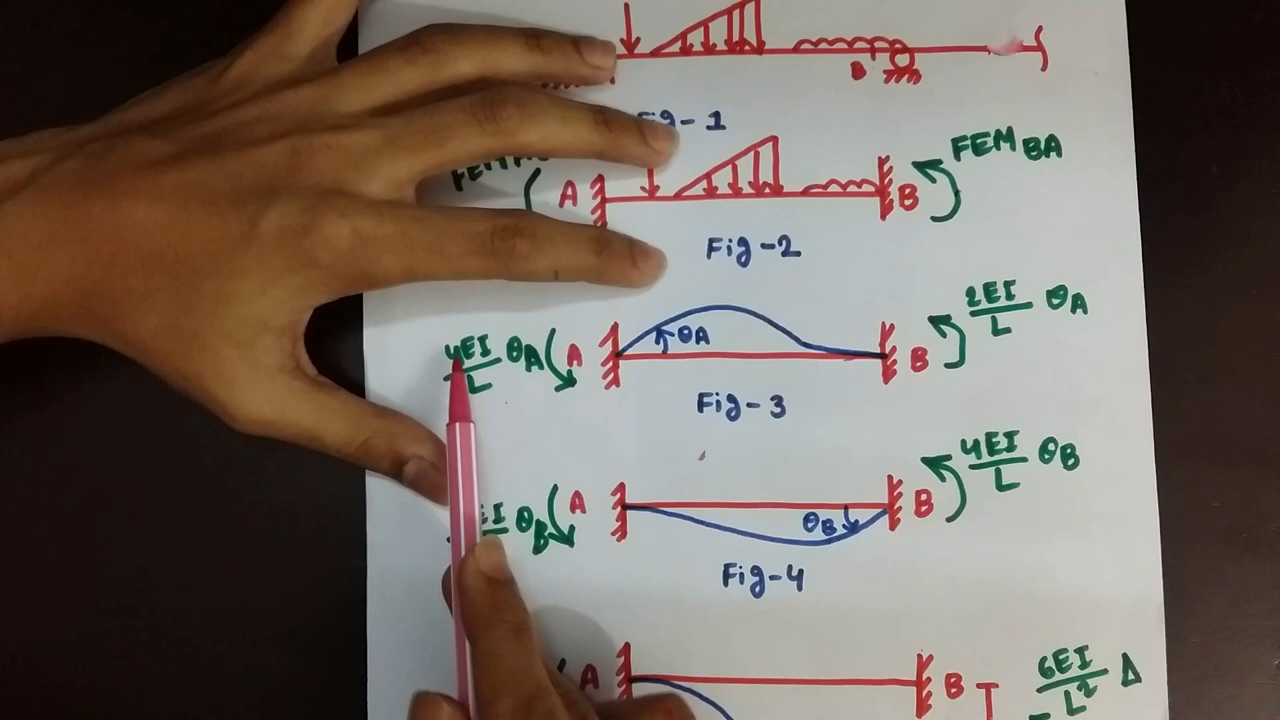 B
Fig-1
FEM BA
A B
Fig-2
4EI/L θA A θA B 2EI/L θA
Fig-3
EI θB A θB B 4EI/L θB
Fig-4
A B 6EI/L² Δ